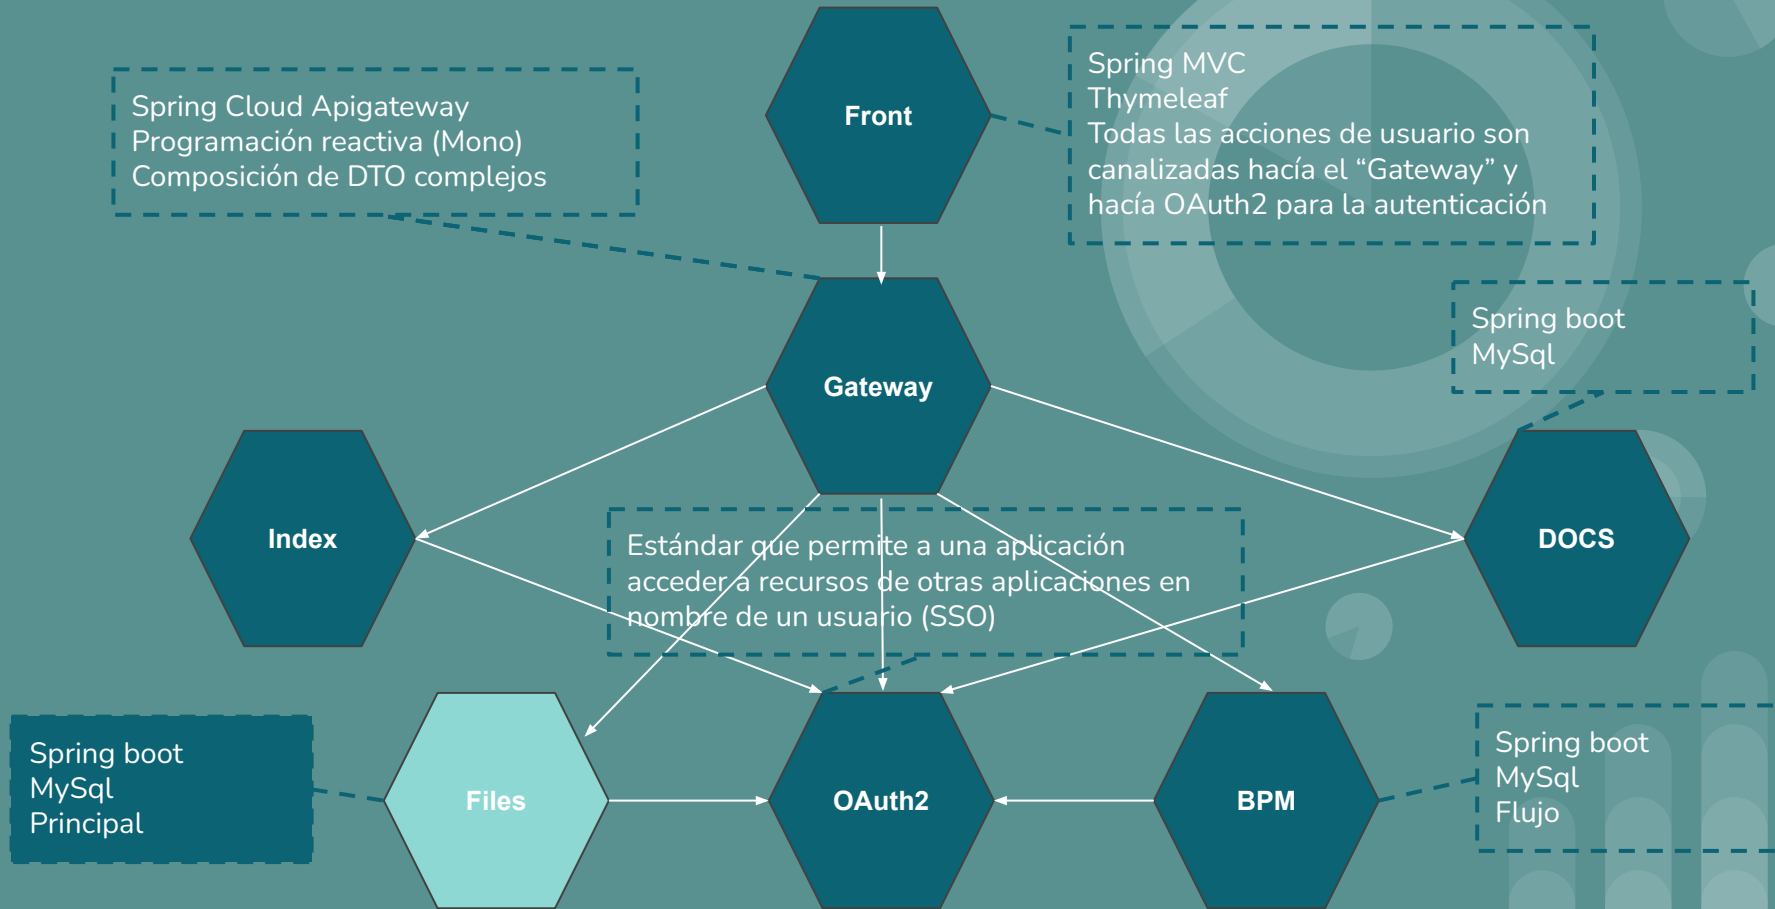 Front
Spring Cloud Apigateway
Programación reactiva (Mono)
Composición de DTO complejos
Spring MVC
Thymeleaf
Todas las acciones de usuario son
canalizadas hacía el “Gateway” y
hacía OAuth2 para la autenticación
Gateway
Spring boot
MySql
Index
Estándar que permite a una aplicación
acceder a recursos de otras aplicaciones en
nombre de un usuario (SSO)
DOCS
Spring boot
MySql
Principal
Files
OAuth2
BPM
Spring boot
MySql
Flujo